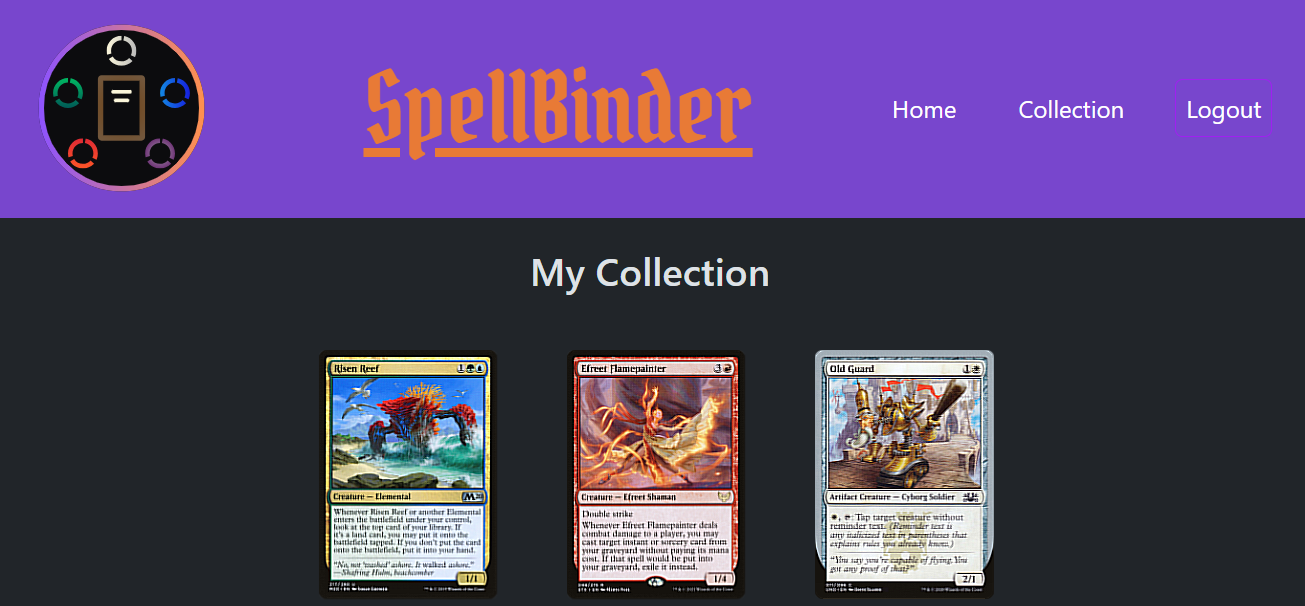 SpellBinder
Home
Collection
Logout
My Collection
Risen Reef
1
Creature — Elemental
M20
Whenever Risen Reef or another Elemental
enters the battlefield under your control,
look at the top card of your library. If
it's a land card, you may put it onto the
battlefield tapped. If you don't put the card
onto the battlefield, put it into your hand.
"No, not 'washed' ashore. It walked ashore."
—Shafring Hulm, beachcomber
1/1
Efreet Flamepainter
3
Creature — Efreet Shaman
Double strike
Whenever Efreet Flamepainter deals
combat damage to a player, you may
cast target instant or sorcery card from
your graveyard without paying its mana
cost. If that spell would be put into
your graveyard, exile it instead.
1/4
Old Guard
1
Artifact Creature — Cyborg Soldier
, : Tap target creature without
reminder text. (Reminder text is
any italicized text in parentheses that
explains rules you already know.)
"You say you're capable of flying. You
got any proof of that?"
2/1